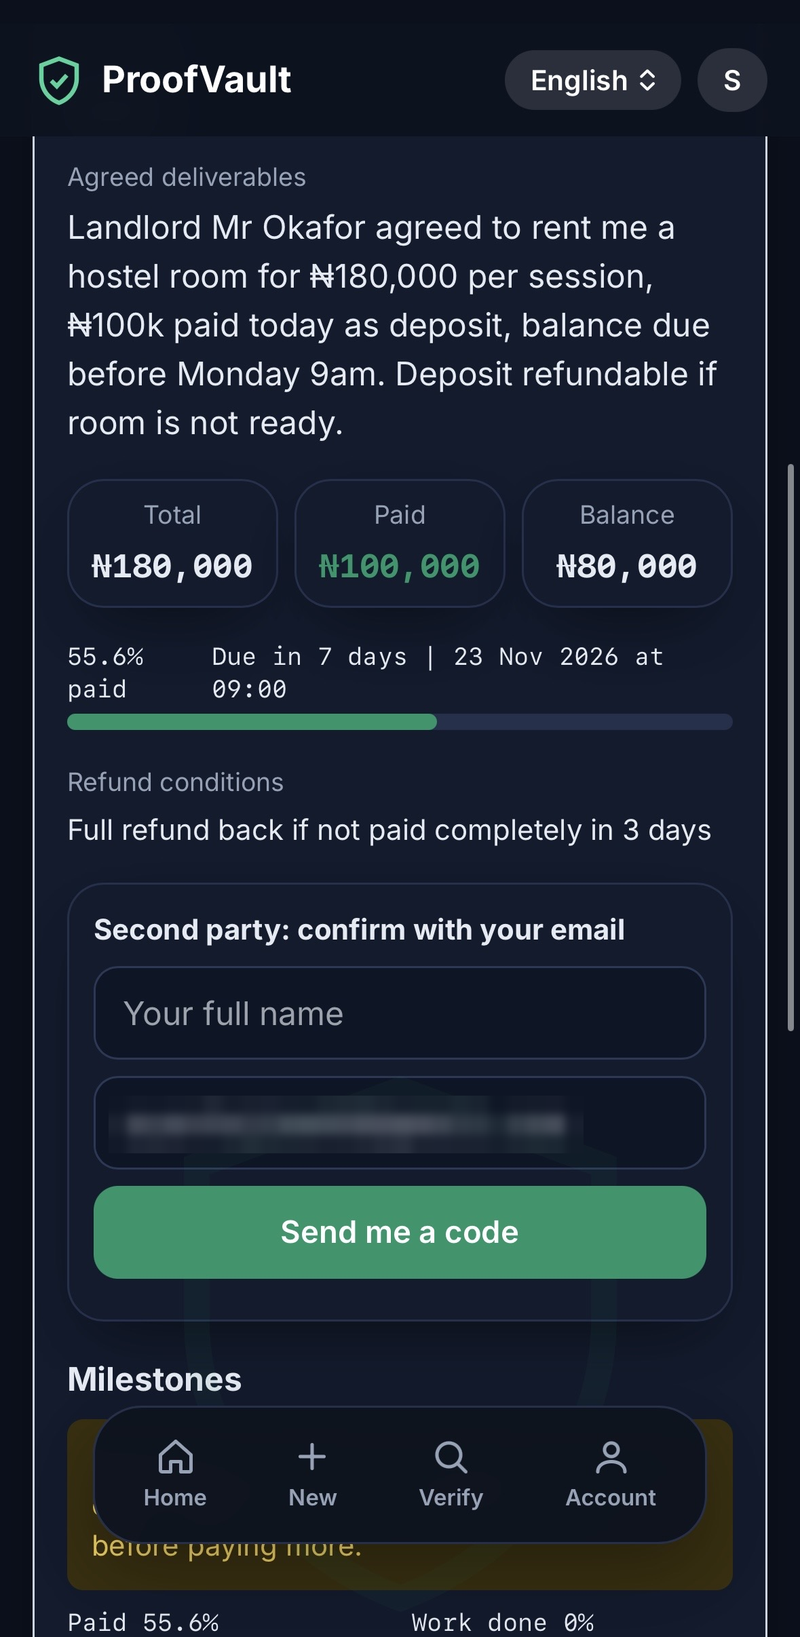 ProofVault
English
S
Agreed deliverables
Landlord Mr Okafor agreed to rent me a
hostel room for ₦180,000 per session,
₦100k paid today as deposit, balance due
before Monday 9am. Deposit refundable if
room is not ready.
Total
Paid
Balance
₦180,000
₦100,000
₦80,000
55.6%
paid
Due in 7 days | 23 Nov 2026 at
09:00
Refund conditions
Full refund back if not paid completely in 3 days
Second party: confirm with your email
Your full name
Send me a code
Milestones
Home
New
Verify
Account
before paying more.
Paid 55.6%
Work done 0%